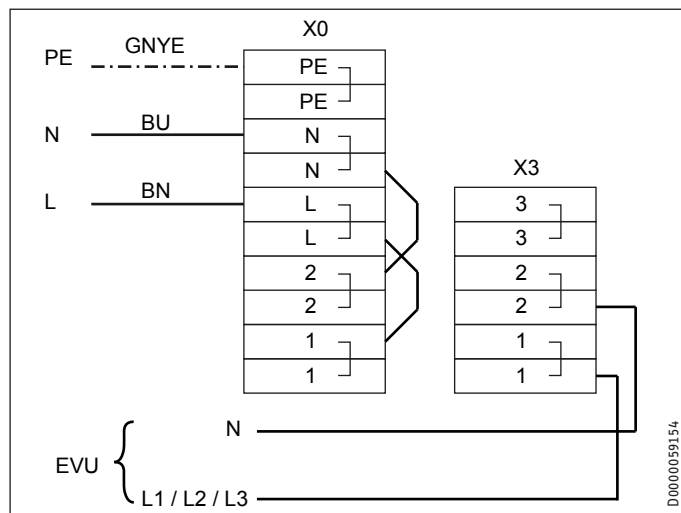 X0
PE GNYE PE
PE
N BU N
N
L BN L
L
2
2
1
1
X3
3
3
2
2
1
1
N
EVU
L1 / L2 / L3
D0000059154